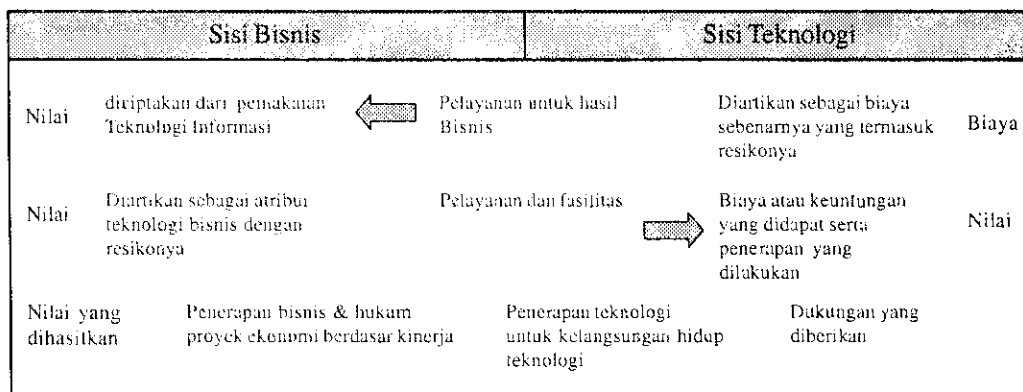 Sisi Bisnis
Sisi Teknologi
Nilai
diciptakan dari pemakaian
Teknologi Informasi
Pelayanan untuk hasil
Bisnis
Diartikan sebagai biaya
sebenarnya yang termasuk
resikonya
Biaya
Nilai
Diartikan sebagai atribut
teknologi bisnis dengan
resikonya
Pelayanan dan fasilitas
Biaya atau keuntungan
yang didapat serta
penerapan yang
dilakukan
Nilai
Nilai yang
dihasilkan
Penerapan bisnis & hukum
proyek ekonomi berdasar kinerja
Penerapan teknologi
untuk kelangsungan hidup
teknologi
Dukungan yang
diberikan